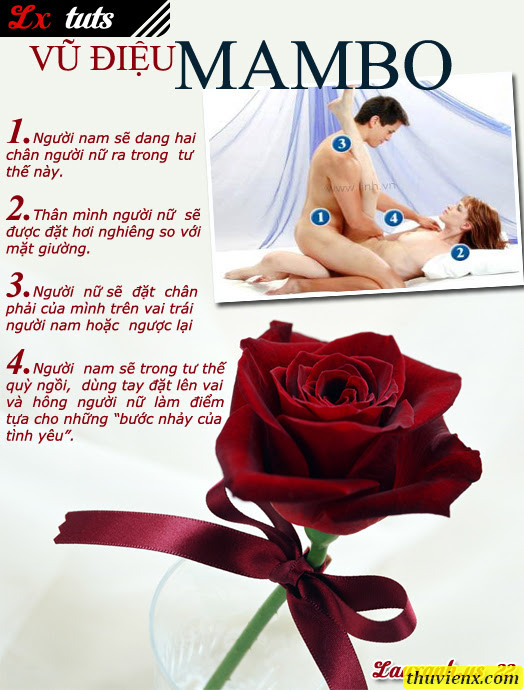 Lx tuts
VŨ ĐIỆU MAMBO
1. Người nam sẽ dang hai
chân người nữ ra trong tư
thế này.
2. Thân mình người nữ sẽ
được đặt hơi nghiêng so với
mặt giường.
3. Người nữ sẽ đặt chân
phải của mình trên vai trái
người nam hoặc ngược lại
4. Người nam sẽ trong tư thế
quỳ ngồi, dùng tay đặt lên vai
và hông người nữ làm điểm
tựa cho những “bước nhảy của
tình yêu”.
3
1
4
2
thuvienx.com